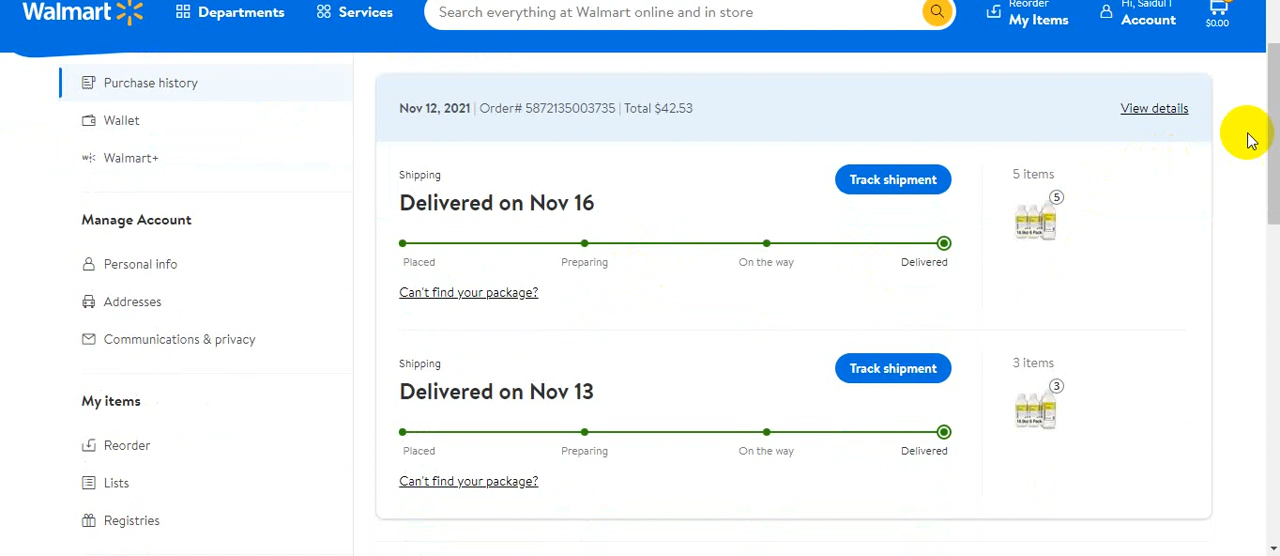 Walmart
Departments
Services
Search everything at Walmart online and in store
Reorder
My Items
Hi, Saidul I
Account
$0.00
Purchase history
Wallet
Walmart+
Manage Account
Personal info
Addresses
Communications & privacy
My items
Reorder
Lists
Registries
Nov 12, 2021 | Order# 5872135003735 | Total $42.53
View details
Shipping
Delivered on Nov 16
Track shipment
Placed
Preparing
On the way
Delivered
Can't find your package?
5 items
5
Shipping
Delivered on Nov 13
Track shipment
Placed
Preparing
On the way
Delivered
Can't find your package?
3 items
3